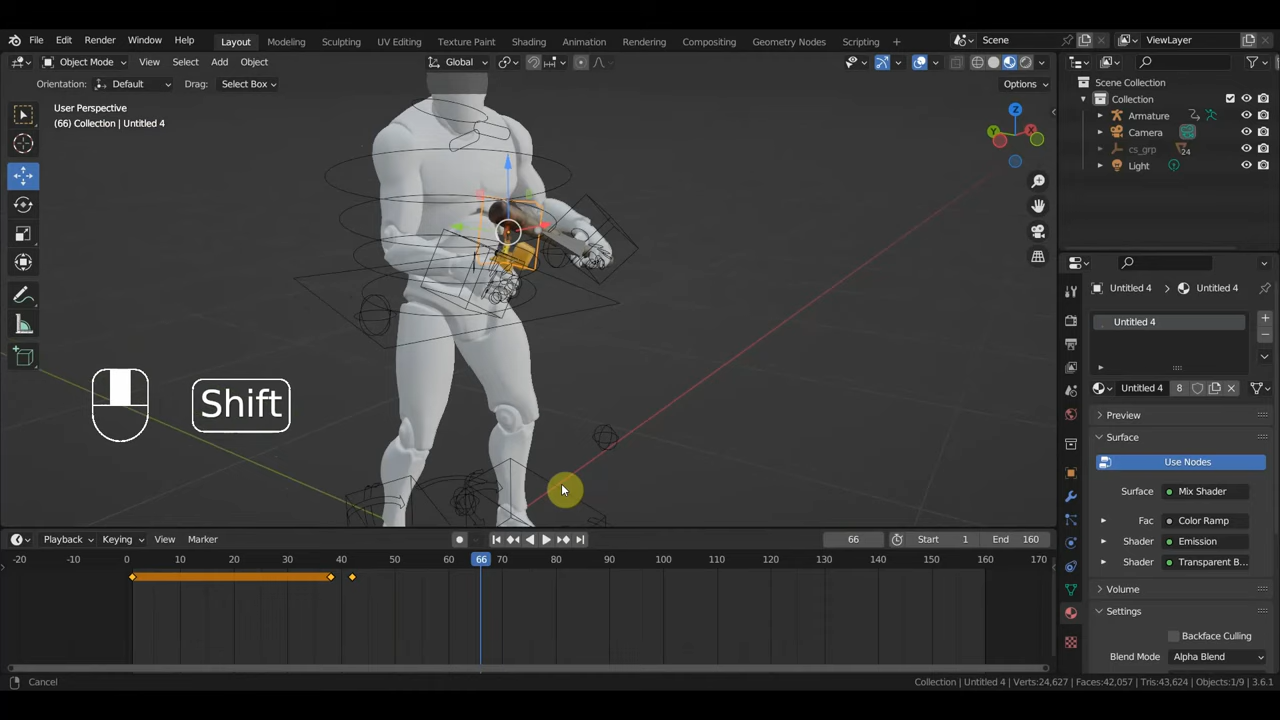 File Edit Render Window Help Layout Modeling Sculpting UV Editing Texture Paint Shading Animation Rendering Compositing Geometry Nodes Scripting + Scene ViewLayer
Object Mode View Select Add Object Global Options
Orientation: Default Drag: Select Box
User Perspective
(66) Collection | Untitled 4
Z
Y
X
Scene Collection
Collection
Armature
Camera
cs_grp 24
Light
Untitled 4 > Untitled 4
Untitled 4
Untitled 4 8
Preview
Surface
Use Nodes
Surface Mix Shader
Fac Color Ramp
Shader Emission
Shader Transparent B...
Volume
Settings
Backface Culling
Blend Mode Alpha Blend
Shift
Playback Keying View Marker 66 Start 1 End 160
-20 -10 0 10 20 30 40 50 66 70 80 90 100 110 120 130 140 150 160 170
Cancel
Collection | Untitled 4 | Verts:24,627 | Faces:42,057 | Tris:43,624 | Objects:1/9 | 3.6.1